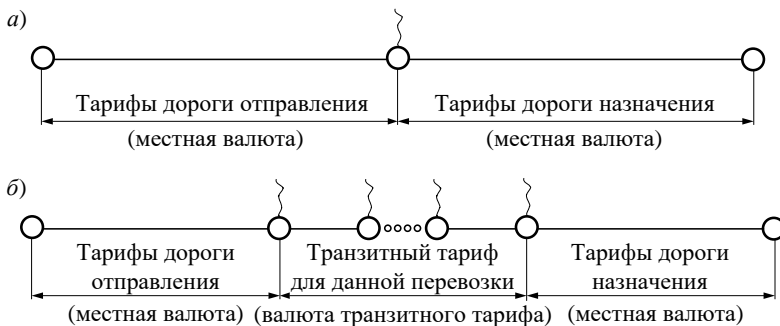 а)
Тарифы дороги отправления Тарифы дороги назначения
(местная валюта) (местная валюта)
б)
Тарифы дороги Транзитный тариф Тарифы дороги
отправления для данной перевозки назначения
(местная валюта) (валюта транзитного тарифа) (местная валюта)